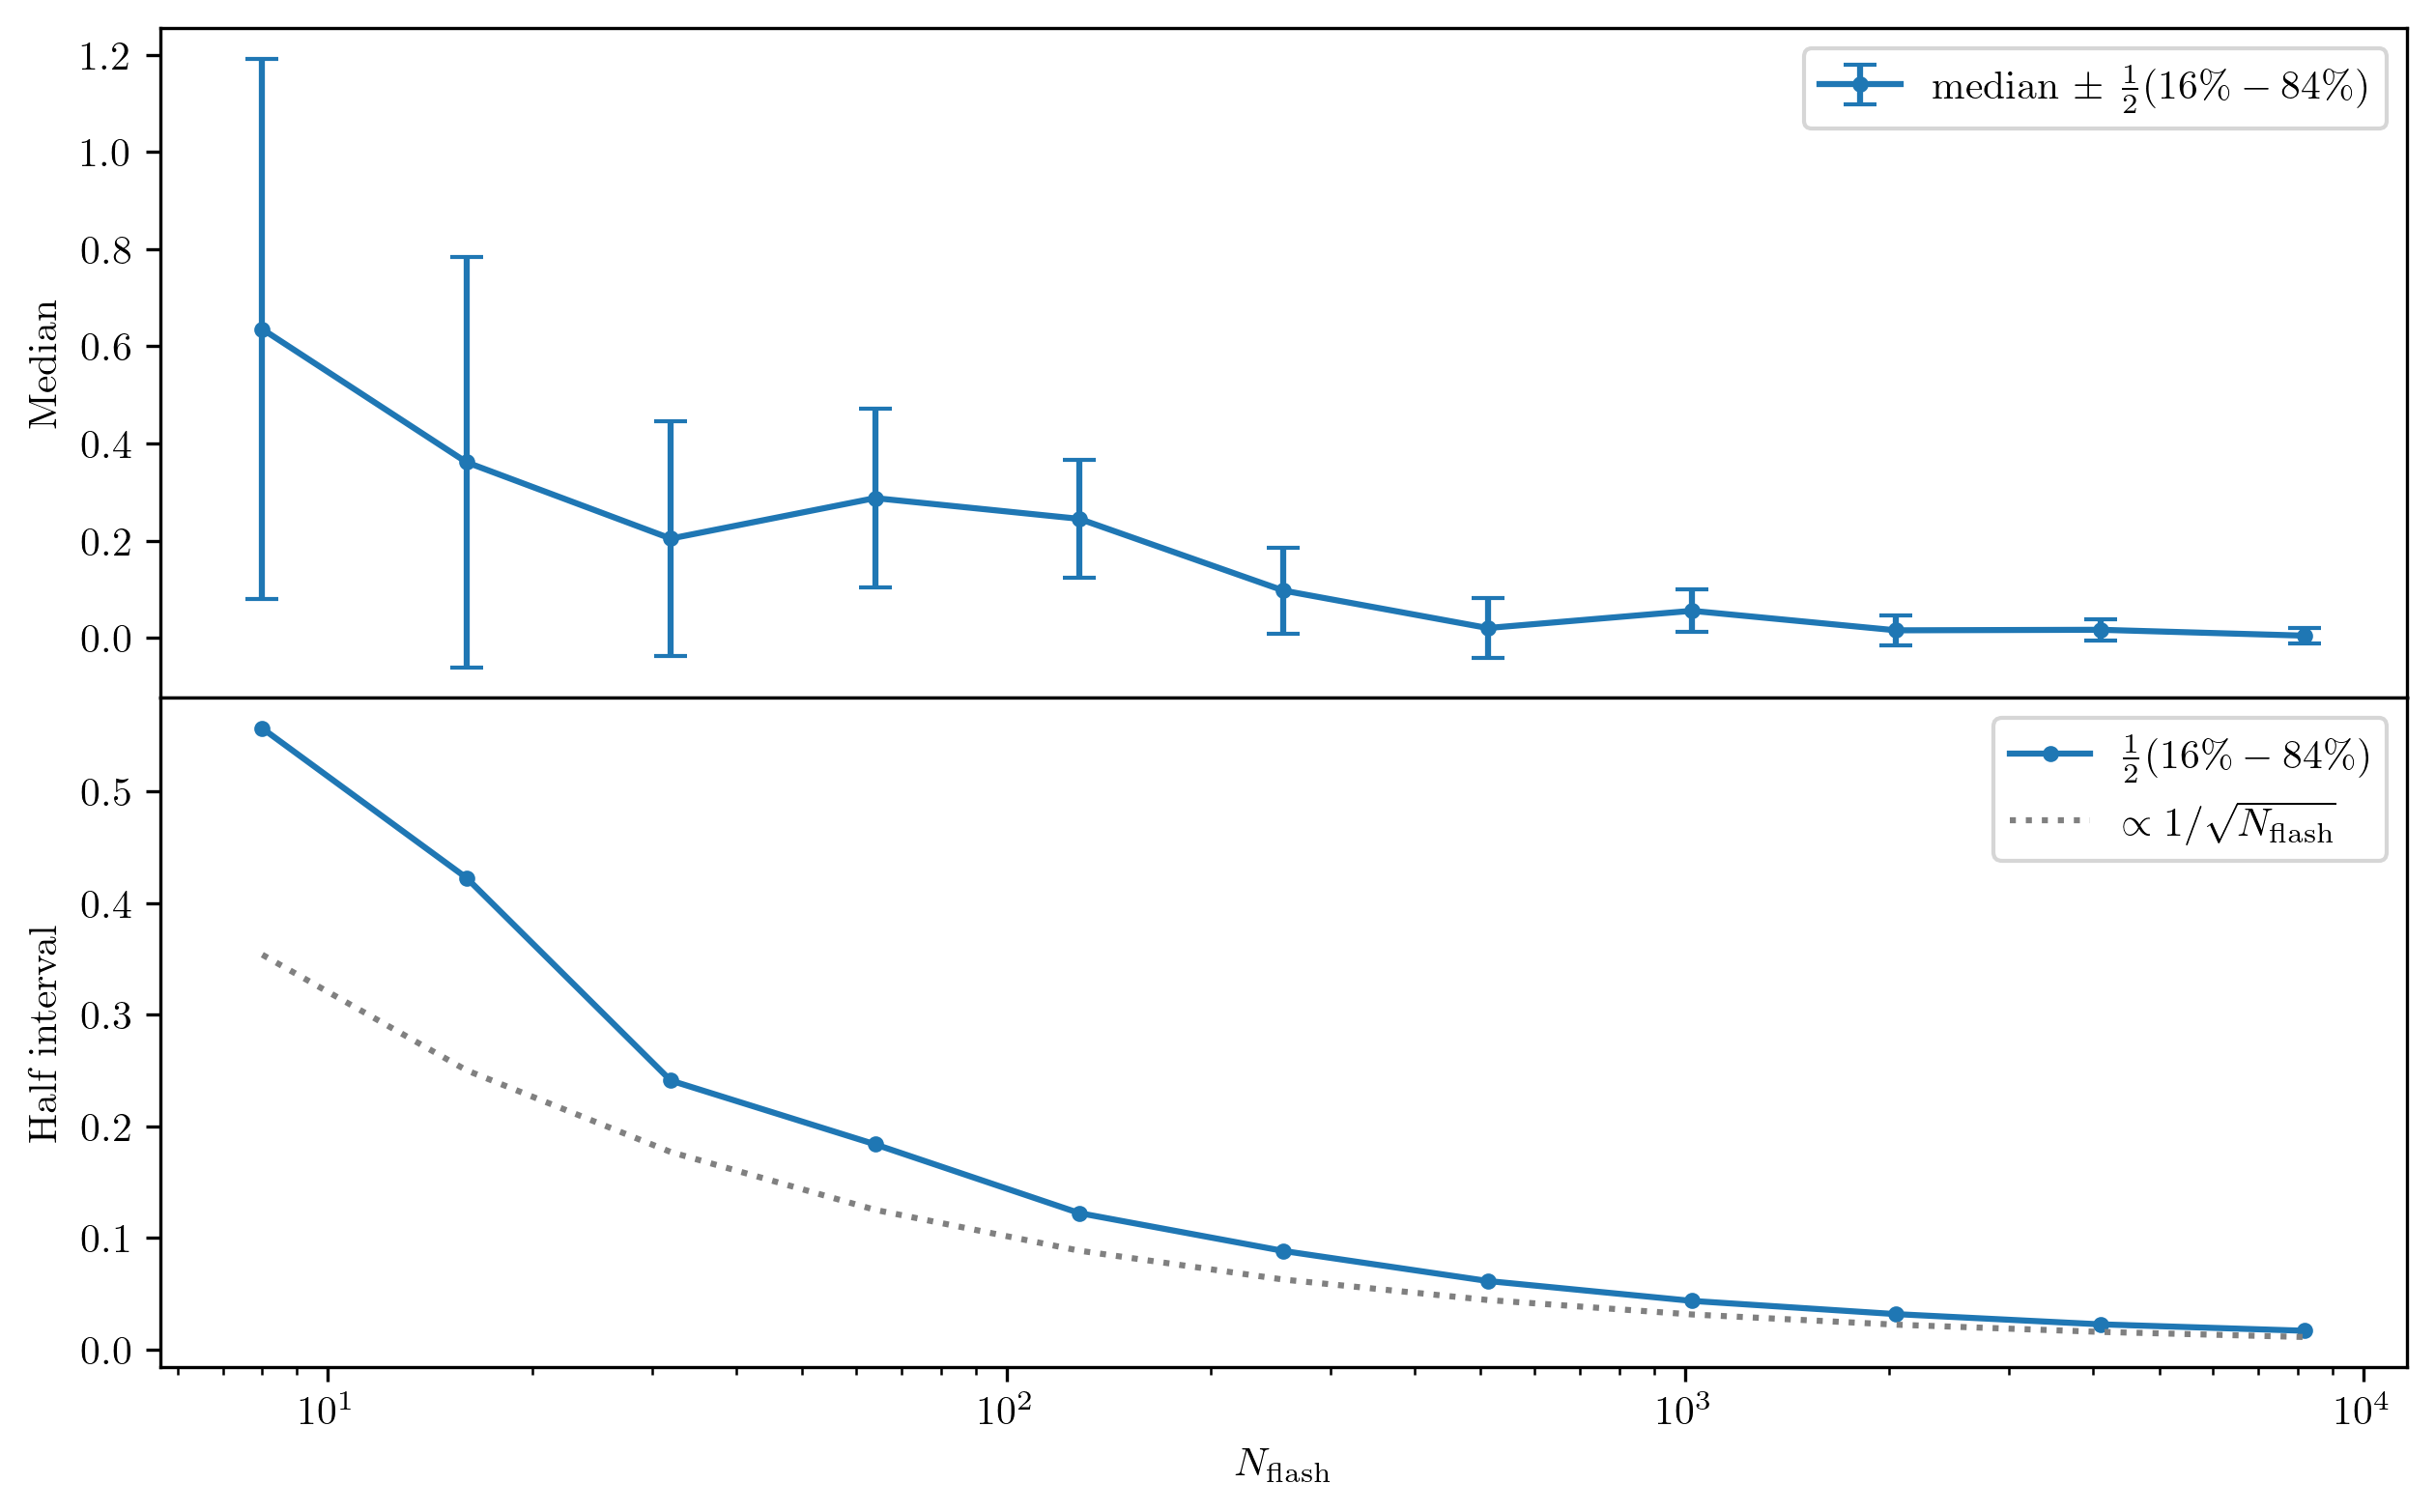 median ± 1/2(16% − 84%)
1.2
1.0
0.8
0.6
0.4
0.2
0.0
Median
1/2(16% − 84%)
∝ 1/√N_flash
0.5
0.4
0.3
0.2
0.1
0.0
Half interval
10^1 10^2 10^3 10^4
N_flash